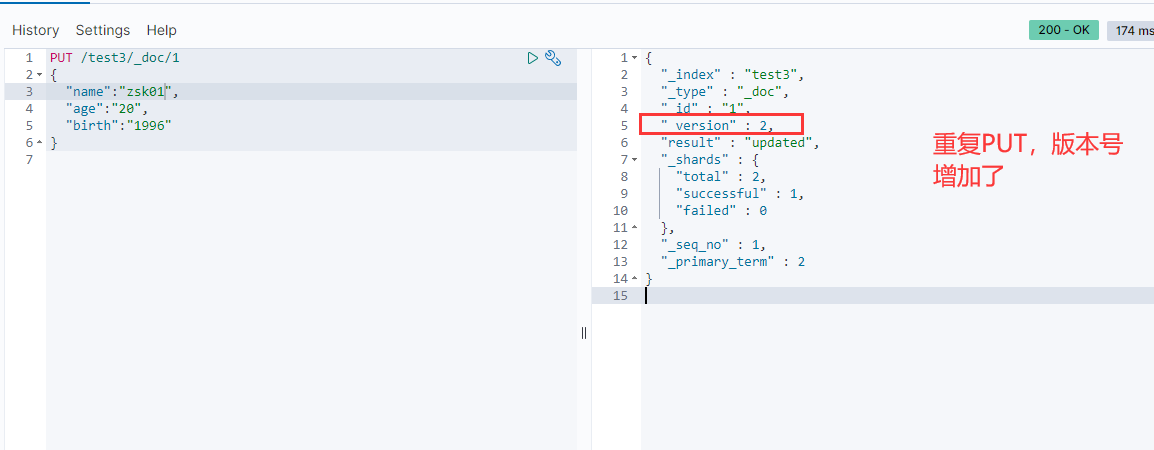 History Settings Help
200 - OK
174 ms
1 PUT /test3/_doc/1
2 {
3 "name":"zsk01",
4 "age":"20",
5 "birth":"1996"
6 }
7
1 {
2 "_index" : "test3",
3 "_type" : "_doc",
4 "_id" : "1",
5 "_version" : 2,
6 "result" : "updated",
7 "_shards" : {
8 "total" : 2,
9 "successful" : 1,
10 "failed" : 0
11 },
12 "_seq_no" : 1,
13 "_primary_term" : 2
14 }
15
重复PUT，版本号
增加了